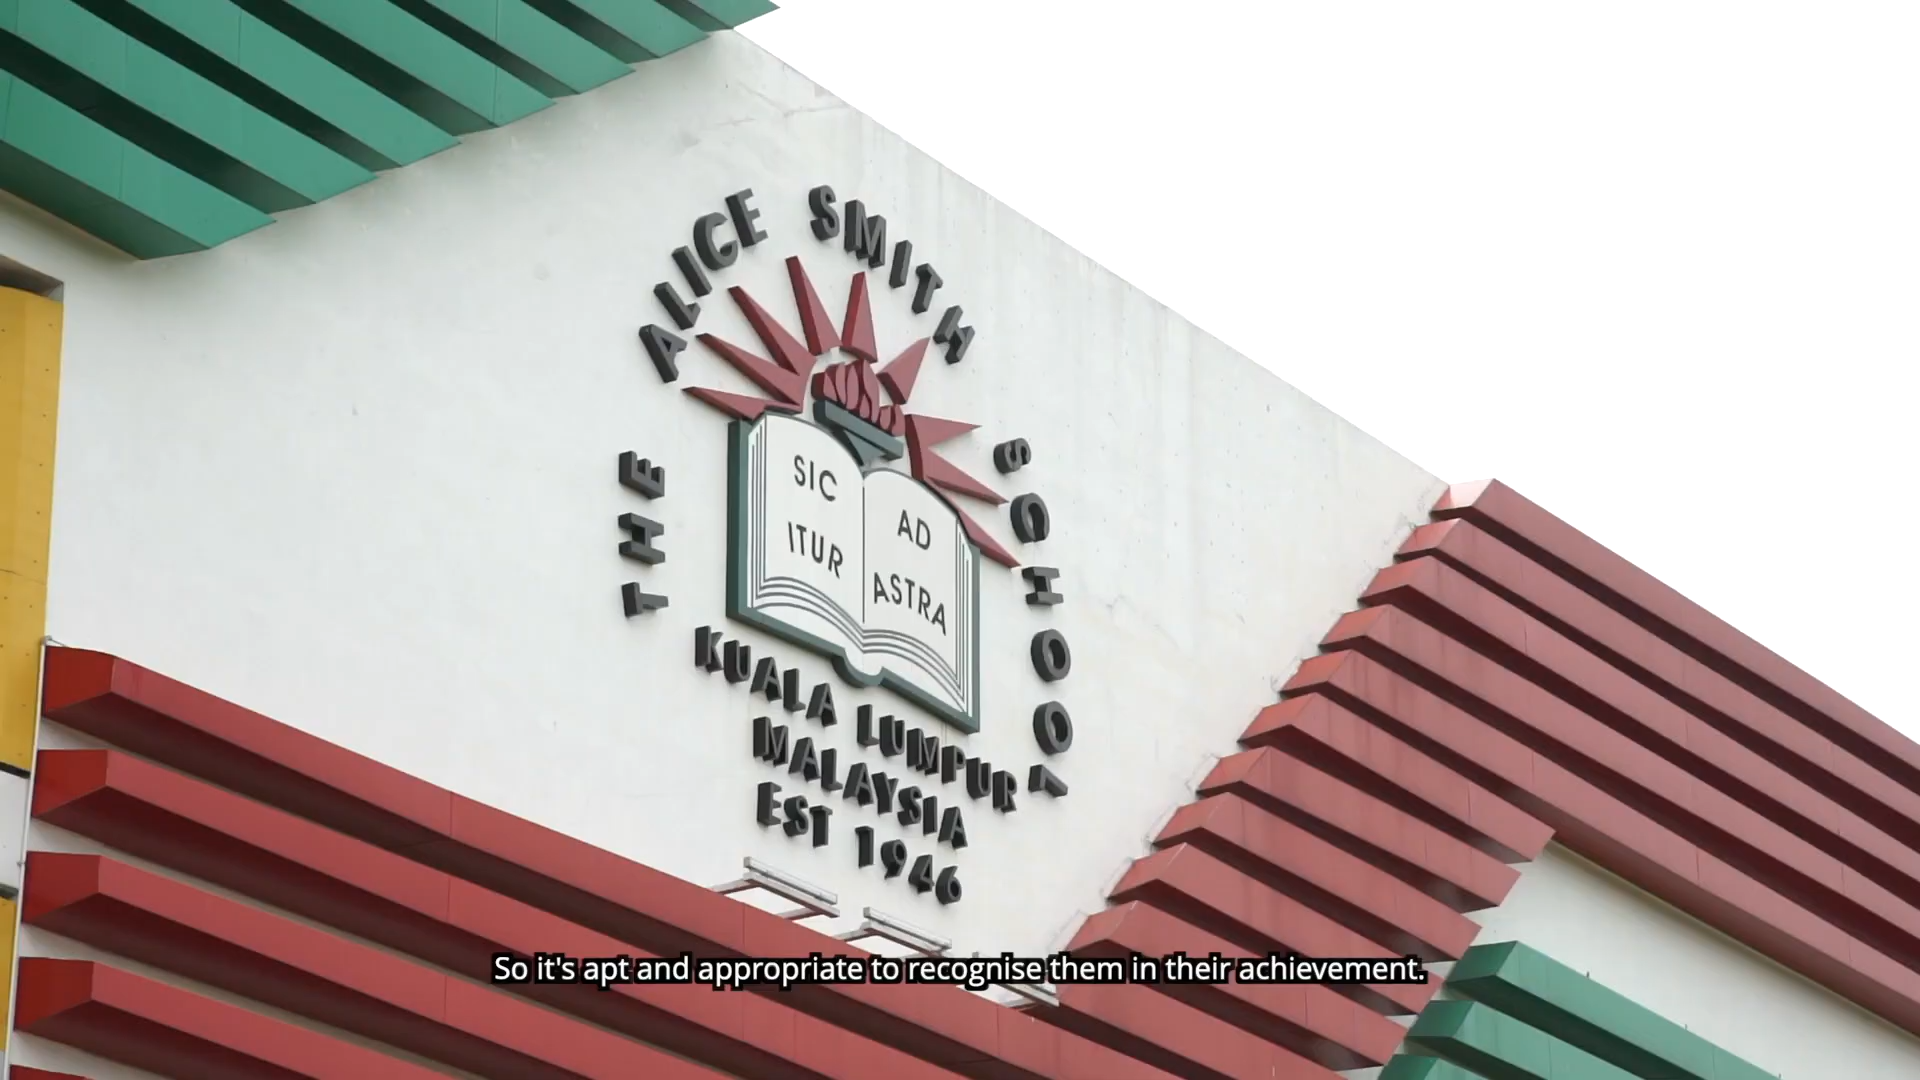 THE ALICE SMITH SCHOOL
SIC
ITUR
AD
ASTRA
KUALA LUMPUR
MALAYSIA
EST 1946
So it's apt and appropriate to recognise them in their achievement.